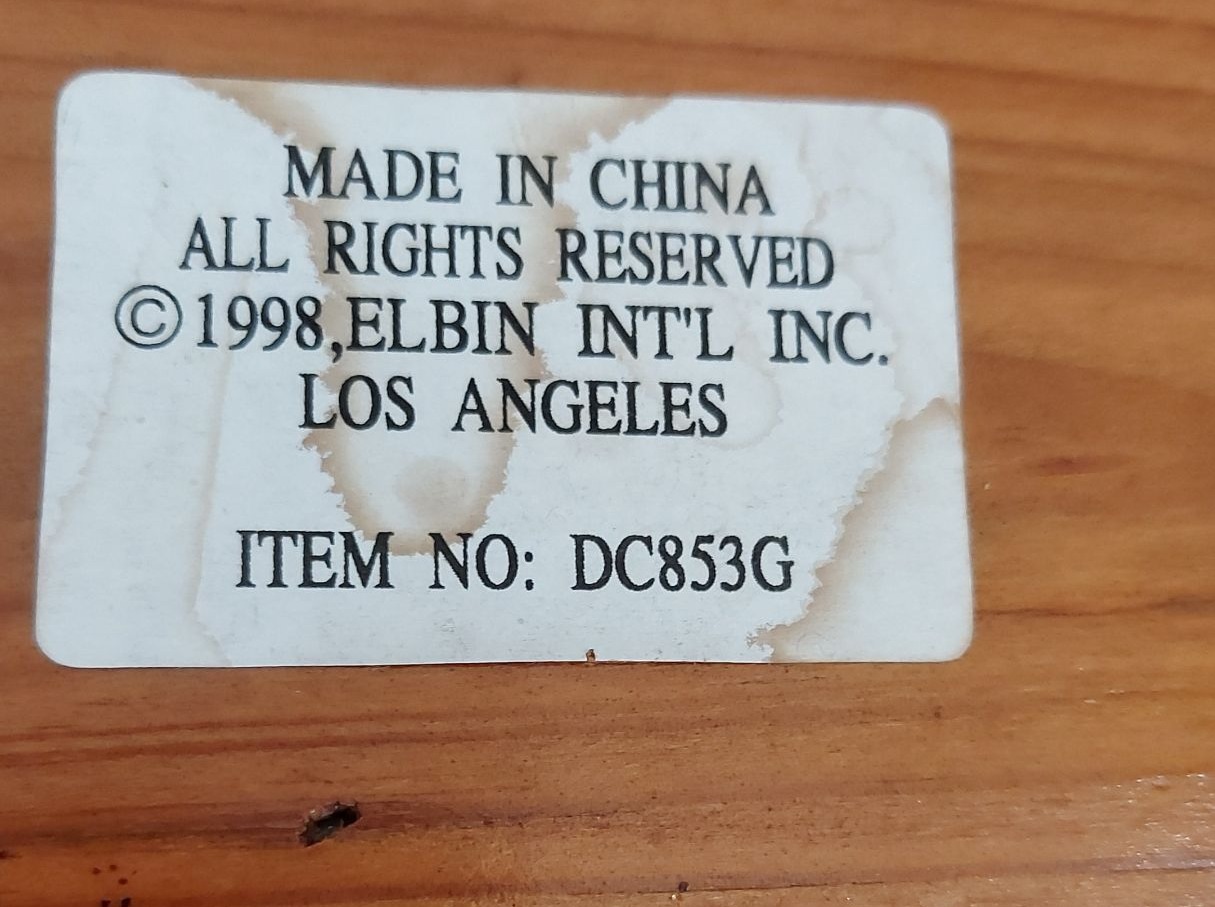 MADE IN CHINA
ALL RIGHTS RESERVED
©1998,ELBIN INT'L INC.
LOS ANGELES
ITEM NO: DC853G